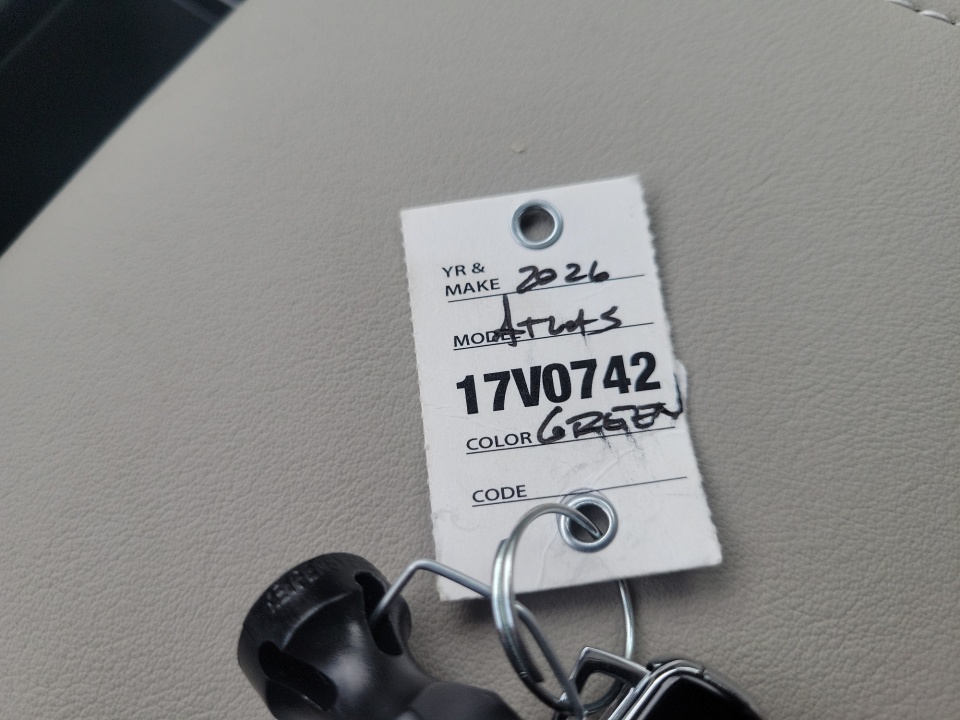 YR &
MAKE 2026
MODEL Atlas
17V0742
COLOR GREEN
CODE